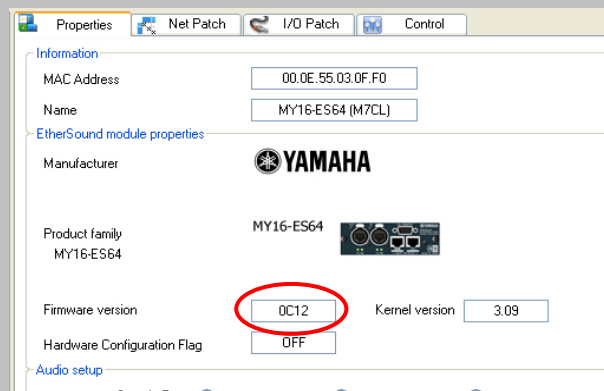 Properties Net Patch I/O Patch Control
Information
MAC Address 00.0E.55.03.0F.F0
Name MY16-ES64 (M7CL)
EtherSound module properties
Manufacturer YAMAHA
Product family MY16-ES64
MY16-ES64
Firmware version 0C12 Kernel version 3.09
Hardware Configuration Flag OFF
Audio setup